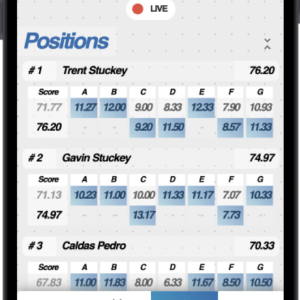 LIVE
Positions
# 1 Trent Stuckey 76.20
Score A B C D E F G
71.77 11.27 12.00 9.00 8.33 12.33 7.90 10.93
76.20 - - 9.20 11.50 - 8.57 11.33
# 2 Gavin Stuckey 74.97
Score A B C D E F G
71.13 10.23 11.00 10.00 11.33 11.17 7.07 10.33
74.97 - - 13.17 - - 7.73 -
# 3 Caldas Pedro 70.33
Score A B C D E F G
67.83 11.00 11.83 8.00 6.33 11.67 8.50 10.50